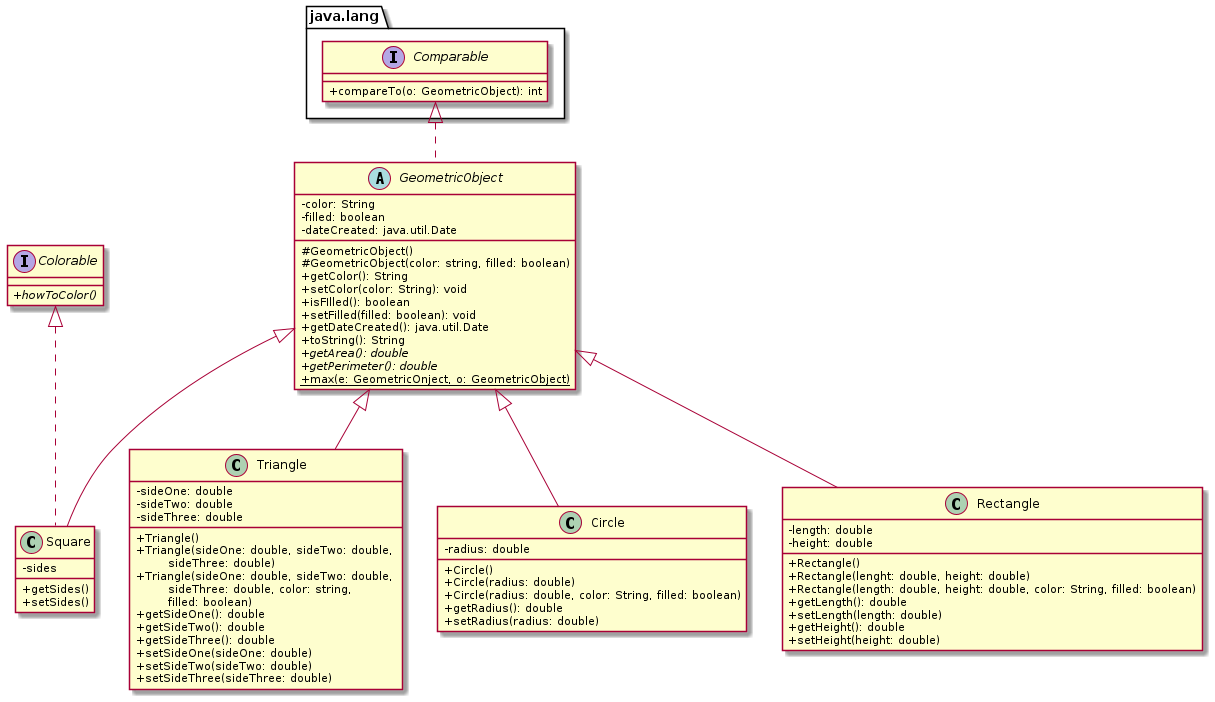 java.lang
I Comparable
+compareTo(o: GeometricObject): int
A GeometricObject
-color: String
-filled: boolean
-dateCreated: java.util.Date
#GeometricObject()
#GeometricObject(color: string, filled: boolean)
+getColor(): String
+setColor(color: String): void
+isFIlled(): boolean
+setFilled(filled: boolean): void
+getDateCreated(): java.util.Date
+toString(): String
+getArea(): double
+getPerimeter(): double
+max(e: GeometricOnject, o: GeometricObject)
I Colorable
+howToColor()
C Square
-sides
+getSides()
+setSides()
C Triangle
-sideOne: double
-sideTwo: double
-sideThree: double
+Triangle()
+Triangle(sideOne: double, sideTwo: double,
sideThree: double)
+Triangle(sideOne: double, sideTwo: double,
sideThree: double, color: string,
filled: boolean)
+getSideOne(): double
+getSideTwo(): double
+getSideThree(): double
+setSideOne(sideOne: double)
+setSideTwo(sideTwo: double)
+setSideThree(sideThree: double)
C Circle
-radius: double
+Circle()
+Circle(radius: double)
+Circle(radius: double, color: String, filled: boolean)
+getRadius(): double
+setRadius(radius: double)
C Rectangle
-length: double
-height: double
+Rectangle()
+Rectangle(lenght: double, height: double)
+Rectangle(length: double, height: double, color: String, filled: boolean)
+getLength(): double
+setLength(length: double)
+getHeight(): double
+setHeight(height: double)